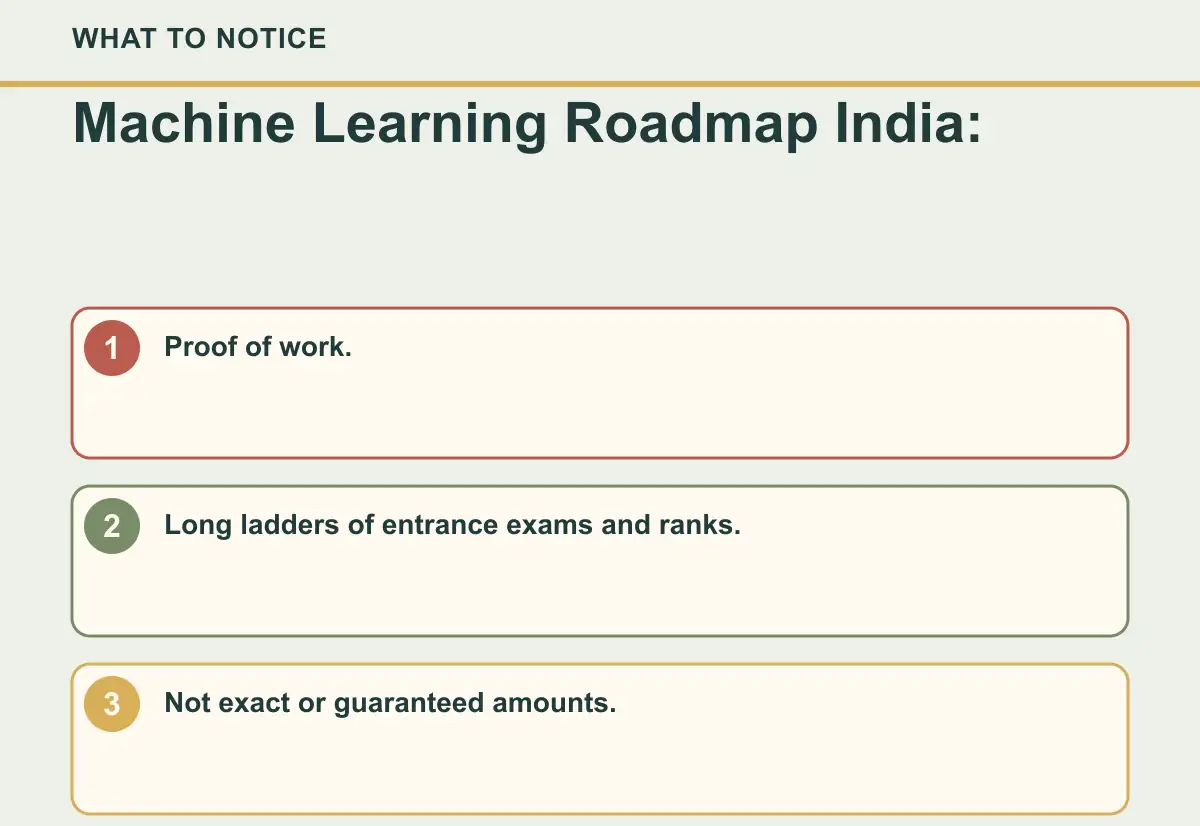 WHAT TO NOTICE
Machine Learning Roadmap India:
1 Proof of work.
2 Long ladders of entrance exams and ranks.
3 Not exact or guaranteed amounts.